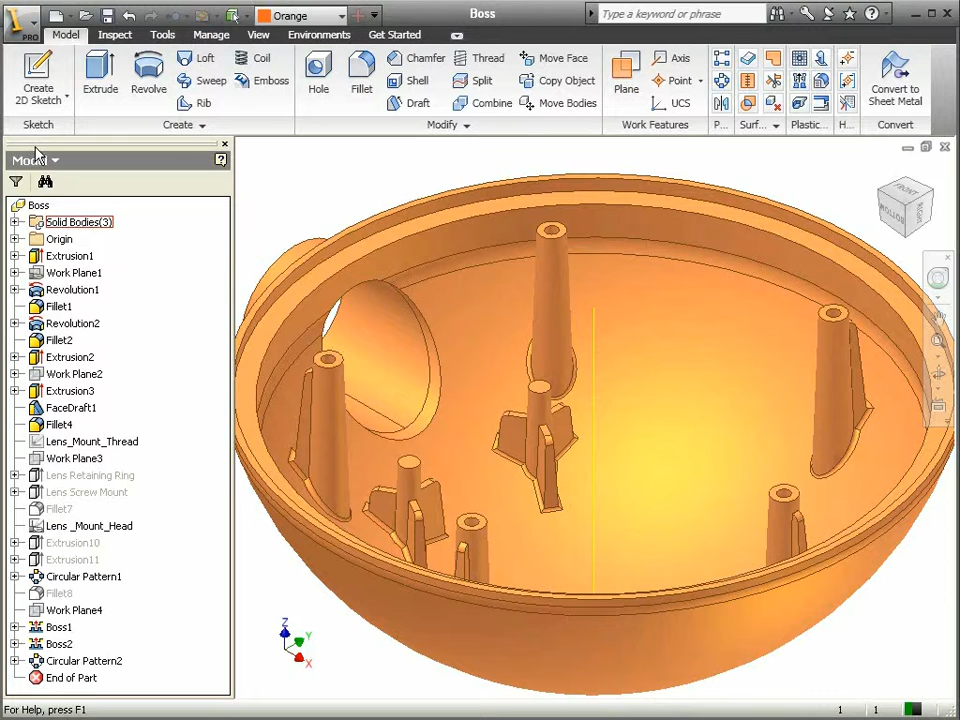 Orange
Boss
Type a keyword or phrase
PRO
Model
Inspect
Tools
Manage
View
Environments
Get Started
Create
2D Sketch
Extrude
Revolve
Loft
Sweep
Rib
Coil
Emboss
Hole
Fillet
Chamfer
Shell
Draft
Thread
Split
Combine
Move Face
Copy Object
Move Bodies
Plane
Axis
Point
UCS
Convert to
Sheet Metal
Sketch
Create
Modify
Work Features
P...
Surf...
Plastic...
H...
Convert
Model
Boss
Solid Bodies(3)
Origin
Extrusion1
Work Plane1
Revolution1
Fillet1
Revolution2
Fillet2
Extrusion2
Work Plane2
Extrusion3
FaceDraft1
Fillet4
Lens_Mount_Thread
Work Plane3
Lens Retaining Ring
Lens Screw Mount
Fillet7
Lens _Mount_Head
Extrusion10
Extrusion11
Circular Pattern1
Fillet8
Work Plane4
Boss1
Boss2
Circular Pattern2
End of Part
FRONT
RIGHT
BOTTOM
Z
Y
X
For Help, press F1
1
1